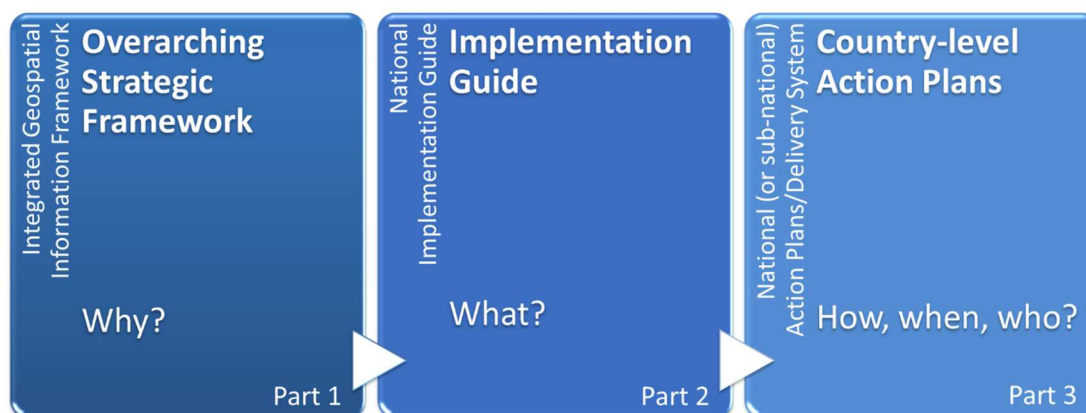 Integrated Geospatial
Information Framework
Overarching
Strategic
Framework
Why?
Part 1
National
Implementation Guide
Implementation
Guide
What?
Part 2
National (or sub-national)
Action Plans/Delivery System
Country-level
Action Plans
How, when, who?
Part 3